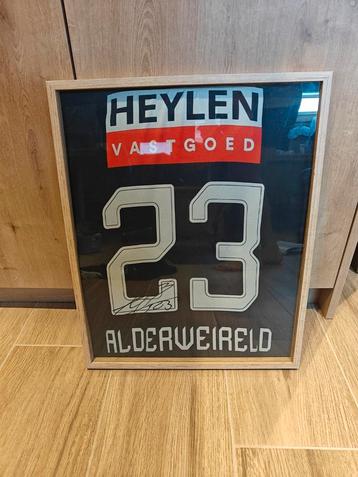 HEYLEN
VASTGOED
23
ALDERWEIRELD